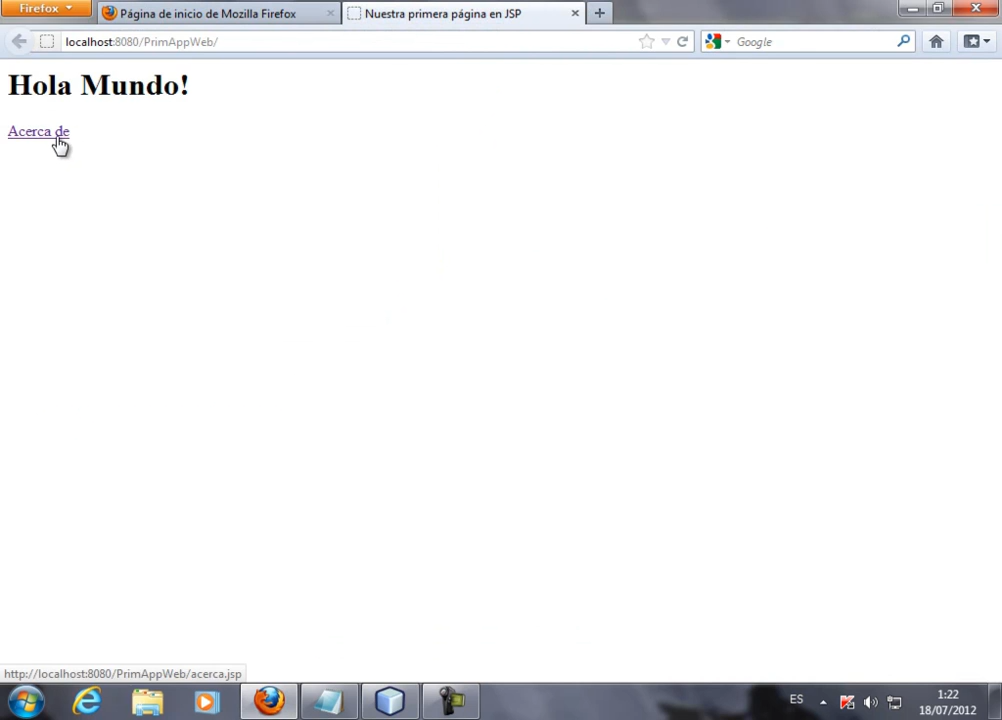 Firefox
Página de inicio de Mozilla Firefox
Nuestra primera página en JSP
localhost:8080/PrimAppWeb/
Google
Hola Mundo!
Acerca de
http://localhost:8080/PrimAppWeb/acerca.jsp
ES
1:22
18/07/2012